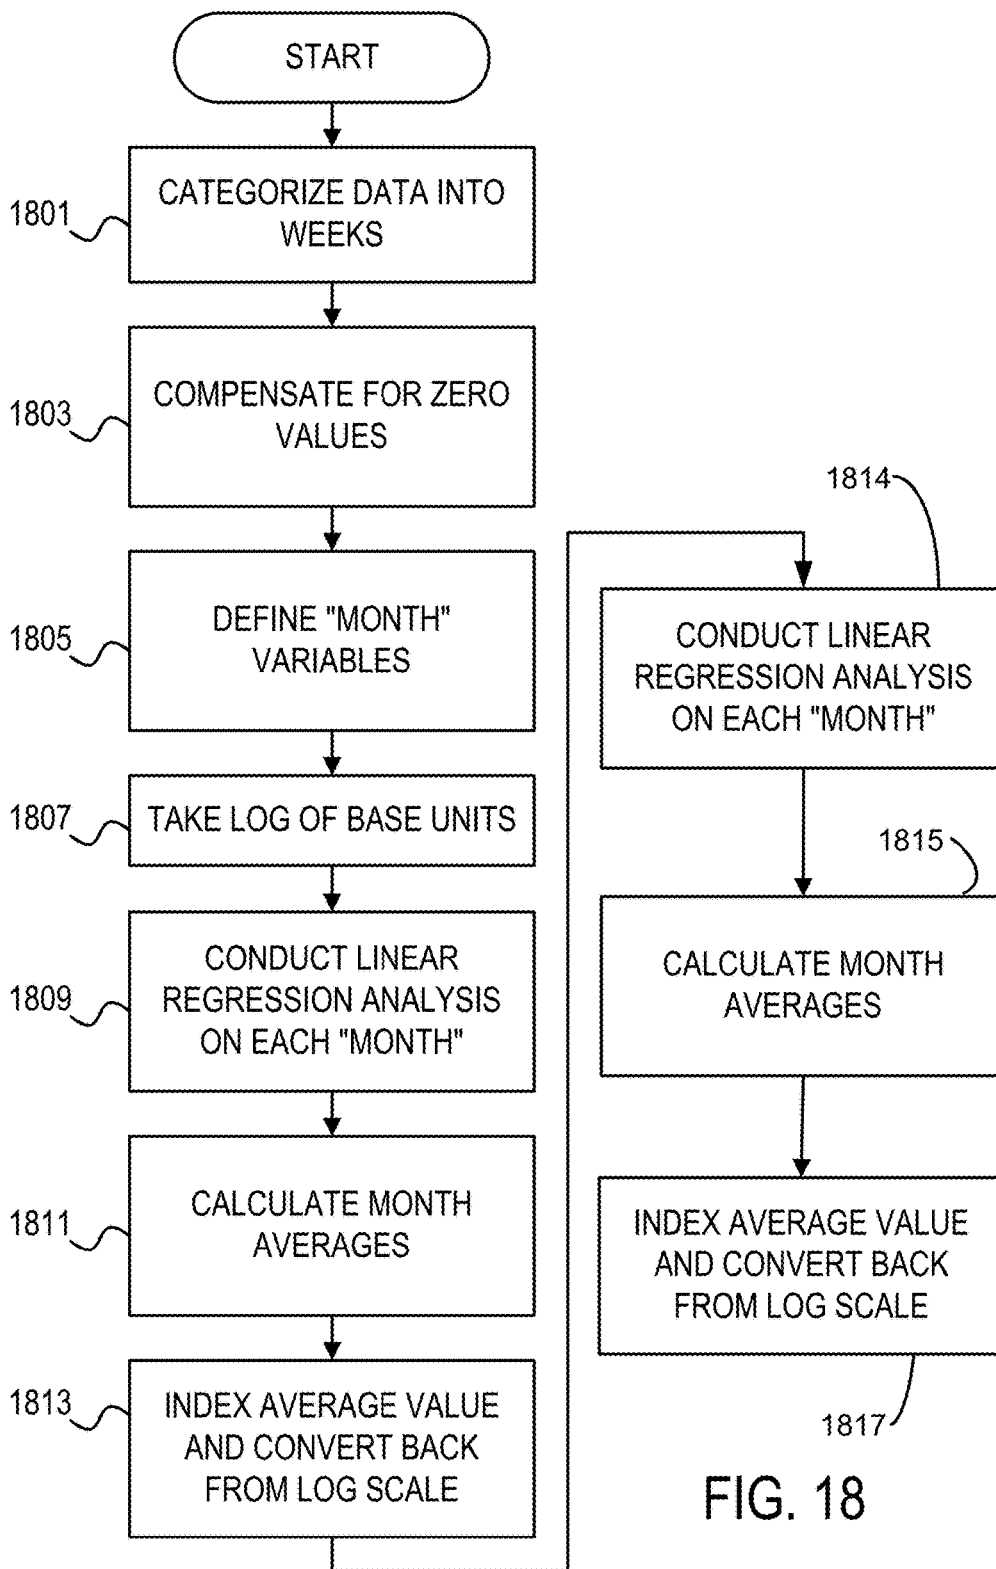 START
1801
CATEGORIZE DATA INTO
WEEKS
1803
COMPENSATE FOR ZERO
VALUES
1805
DEFINE "MONTH"
VARIABLES
1807
TAKE LOG OF BASE UNITS
1809
CONDUCT LINEAR
REGRESSION ANALYSIS
ON EACH "MONTH"
1811
CALCULATE MONTH
AVERAGES
1813
INDEX AVERAGE VALUE
AND CONVERT BACK
FROM LOG SCALE
1814
CONDUCT LINEAR
REGRESSION ANALYSIS
ON EACH "MONTH"
1815
CALCULATE MONTH
AVERAGES
INDEX AVERAGE VALUE
AND CONVERT BACK
FROM LOG SCALE
1817
FIG. 18